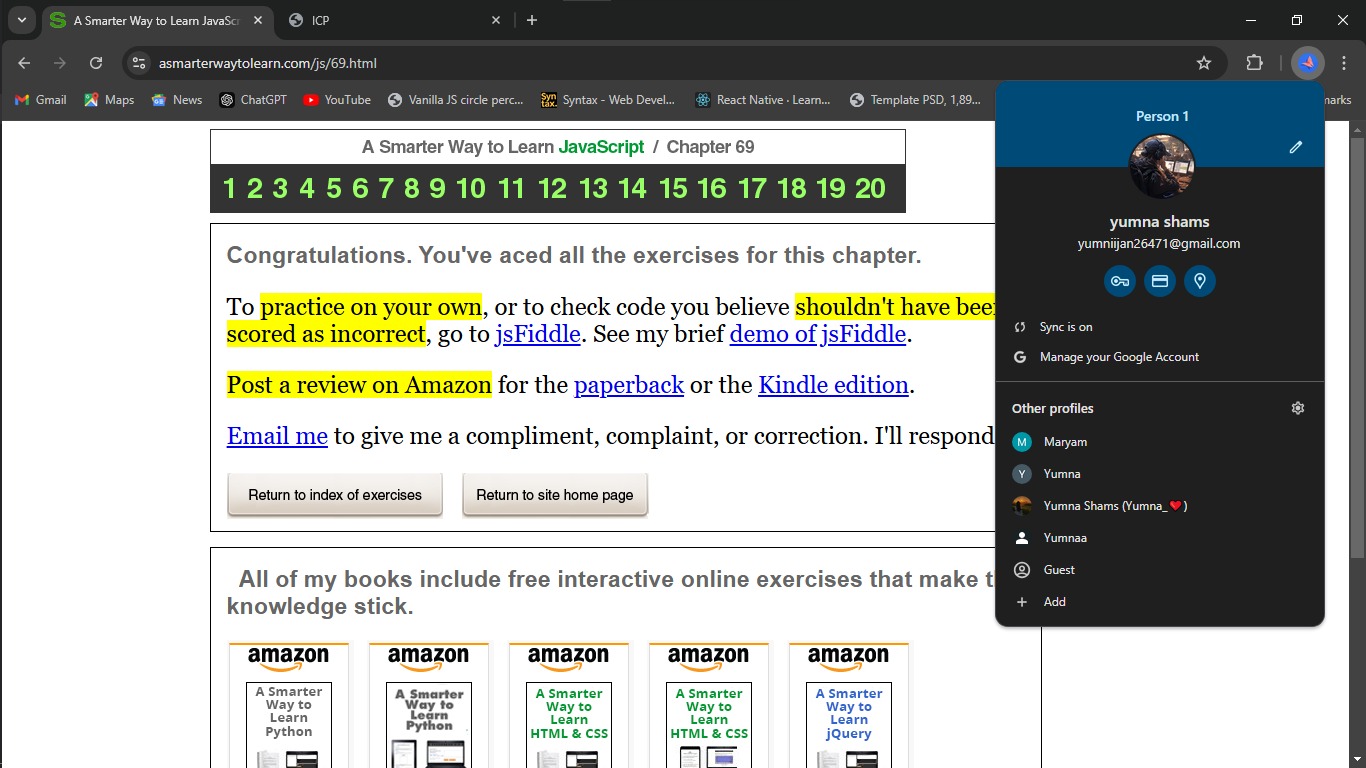 A Smarter Way to Learn JavaScr
ICP
asmarterwaytolearn.com/js/69.html
Gmail
Maps
News
ChatGPT
YouTube
Vanilla JS circle perc...
Syntax - Web Devel...
React Native · Learn...
Template PSD, 1,89...
marks
A Smarter Way to Learn JavaScript / Chapter 69
1 2 3 4 5 6 7 8 9 10 11 12 13 14 15 16 17 18 19 20
Congratulations. You've aced all the exercises for this chapter.
To practice on your own, or to check code you believe shouldn't have been
scored as incorrect, go to jsFiddle. See my brief demo of jsFiddle.
Post a review on Amazon for the paperback or the Kindle edition.
Email me to give me a compliment, complaint, or correction. I'll respond
Return to index of exercises
Return to site home page
All of my books include free interactive online exercises that make t
knowledge stick.
amazon
A Smarter
Way to
Learn
Python
amazon
A Smarter
Way to
Learn
Python
amazon
A Smarter
Way to
Learn
HTML & CSS
amazon
A Smarter
Way to
Learn
HTML & CSS
amazon
A Smarter
Way to
Learn
jQuery
Person 1
yumna shams
yumniijan26471@gmail.com
Sync is on
G Manage your Google Account
Other profiles
M Maryam
Y Yumna
Yumna Shams (Yumna_❤️)
Yumnaa
Guest
+ Add